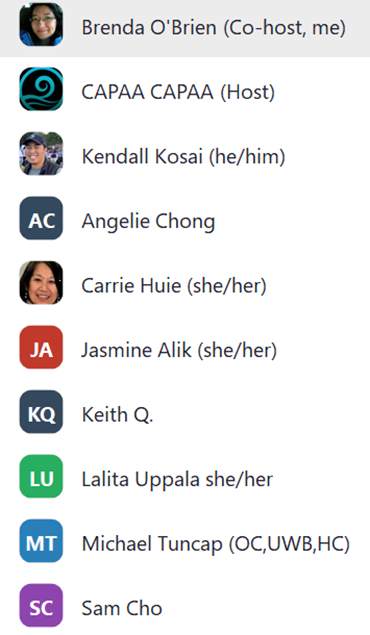 Brenda O'Brien (Co-host, me)
CAPAA CAPAA (Host)
Kendall Kosai (he/him)
AC Angelie Chong
Carrie Huie (she/her)
JA Jasmine Alik (she/her)
KQ Keith Q.
LU Lalita Uppala she/her
MT Michael Tuncap (OC,UWB,HC)
SC Sam Cho